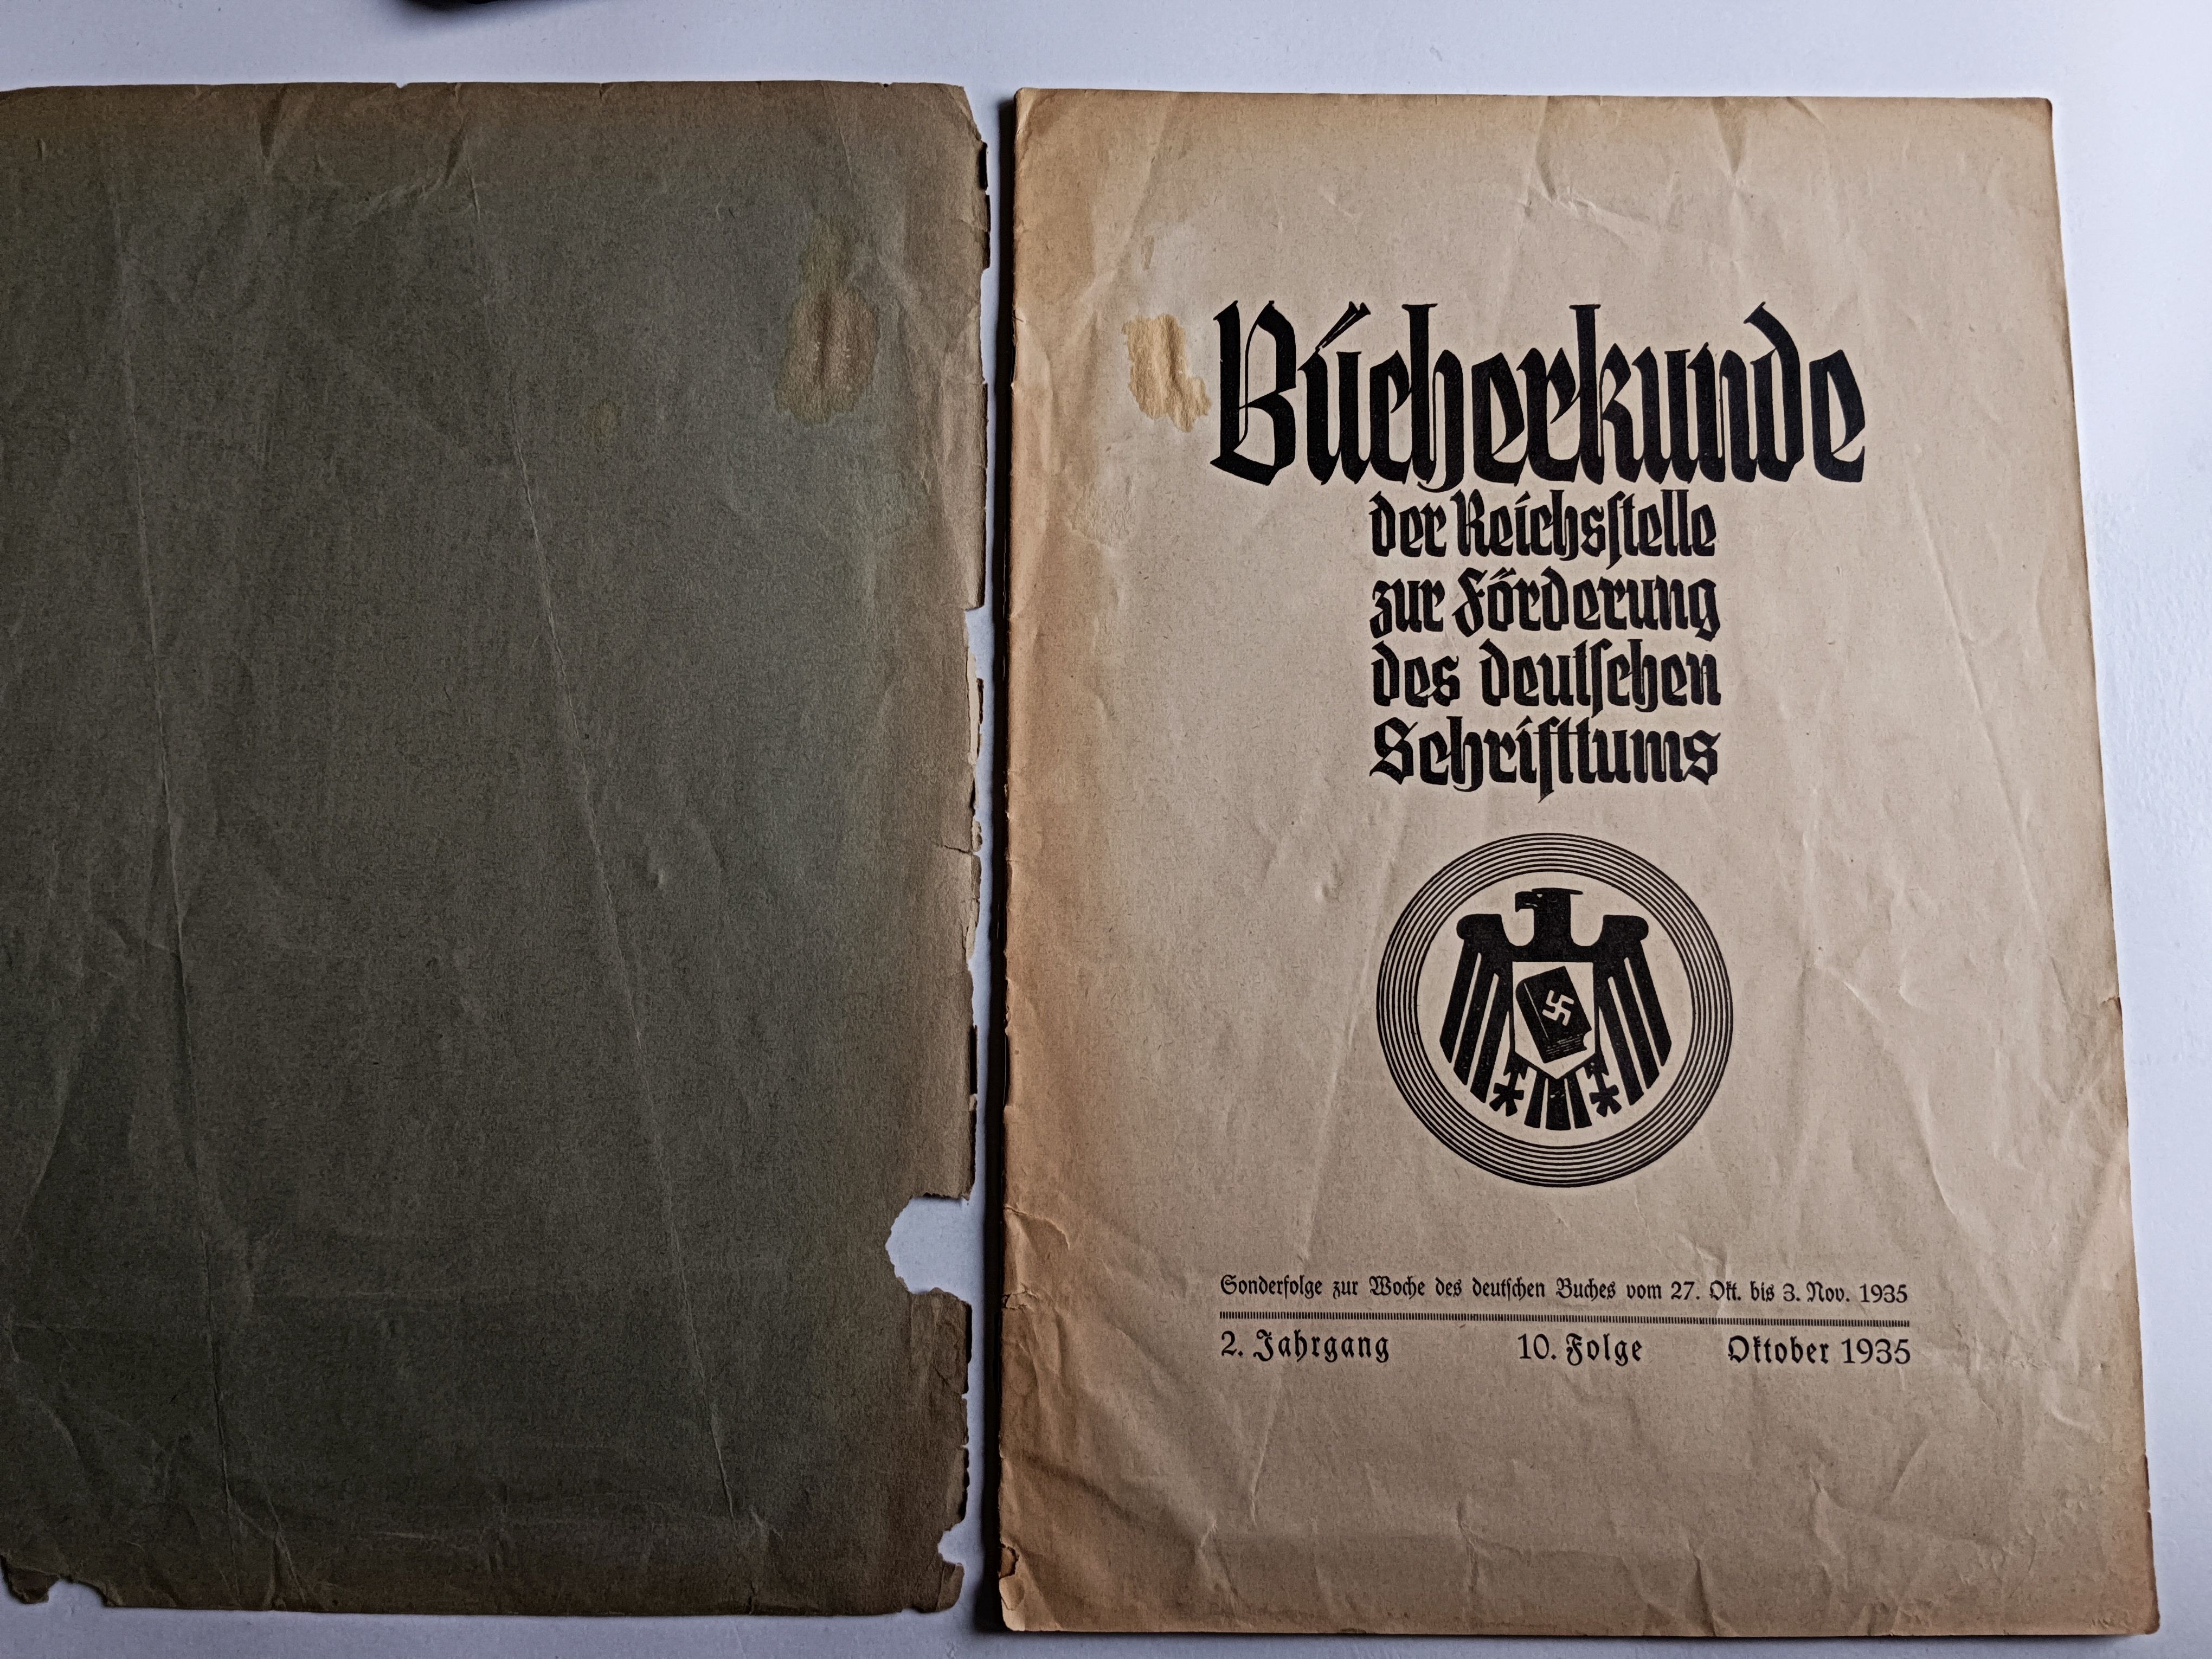 Bücherkunde
der Reichsstelle
zur Förderung
des deutschen
Schrifttums
Sonderfolge zur Woche des deutschen Buches vom 27. Okt. bis 3. Nov. 1935
2. Jahrgang 10. Folge Oktober 1935